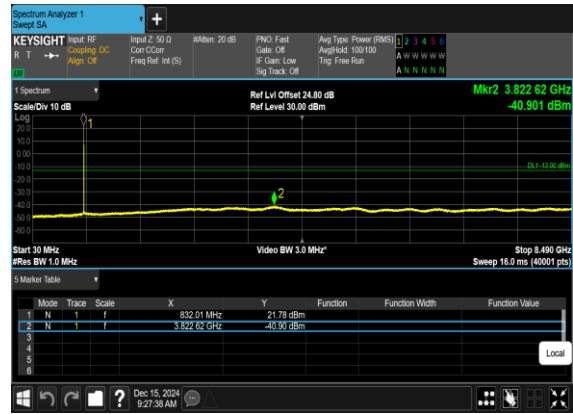 Spectrum Analyzer 1
Swept SA
+
KEYSIGHT Input: RF Input Z: 50 Ω #Atten: 20 dB PNO: Fast Avg Type: Power (RMS) 1 2 3 4 5 6
R T Coupling: DC Corr CCorr Gate: Off Avg|Hold: 100/100 A W W W W W
Align: Off Freq Ref: Int (S) IF Gain: Low Trig: Free Run
Sig Track: Off A N N N N N
1 Spectrum
Ref Lvl Offset 24.80 dB Mkr2 3.822 62 GHz
Scale/Div 10 dB Ref Level 30.00 dBm -40.901 dBm
Log
1
20.0
10.0
0.00
-10.0
DL1 -13.00 dBm
-20.0
-30.0
2
-40.0
-50.0
-60.0
Start 30 MHz Video BW 3.0 MHz* Stop 8.490 GHz
#Res BW 1.0 MHz Sweep 16.0 ms (40001 pts)
5 Marker Table
Mode Trace Scale X Y Function Function Width Function Value
1 N 1 f 832.01 MHz 21.78 dBm
2 N 1 f 3.822 62 GHz -40.90 dBm
3
4
5
6
Local
? Dec 15, 2024
9:27:38 AM